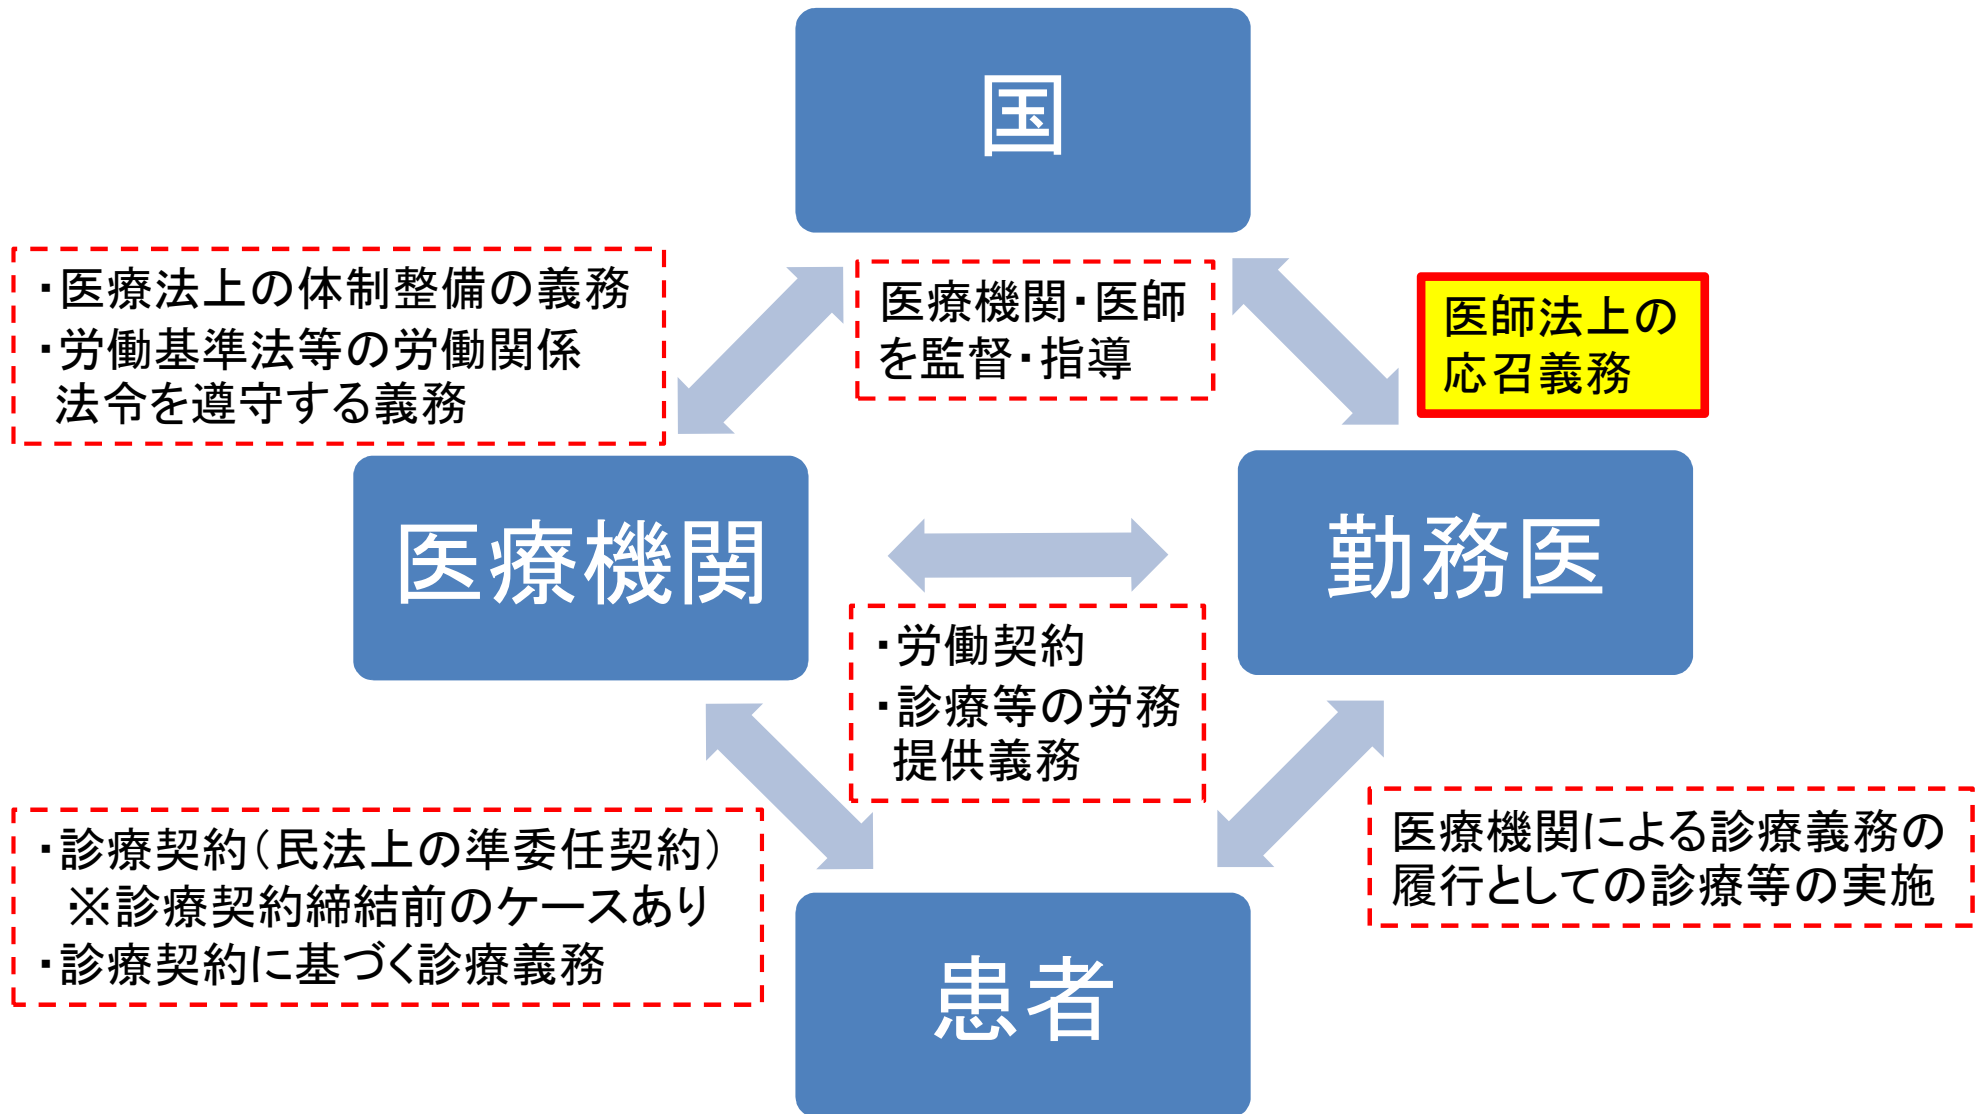 国
・医療法上の体制整備の義務
・労働基準法等の労働関係
法令を遵守する義務
医療機関・医師
を監督・指導
医師法上の
応召義務
医療機関
勤務医
・労働契約
・診療等の労務
提供義務
・診療契約（民法上の準委任契約）
※診療契約締結前のケースあり
・診療契約に基づく診療義務
医療機関による診療義務の
履行としての診療等の実施
患者